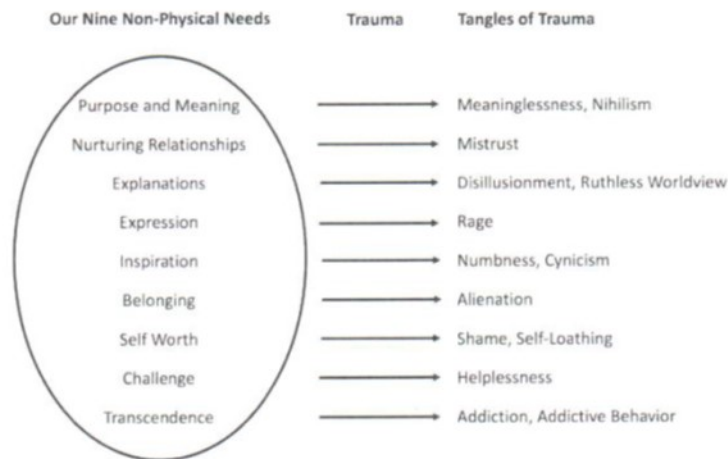 Our Nine Non-Physical Needs Trauma Tangles of Trauma
Purpose and Meaning Meaninglessness, Nihilism
Nurturing Relationships Mistrust
Explanations Disillusionment, Ruthless Worldview
Expression Rage
Inspiration Numbness, Cynicism
Belonging Alienation
Self Worth Shame, Self-Loathing
Challenge Helplessness
Transcendence Addiction, Addictive Behavior